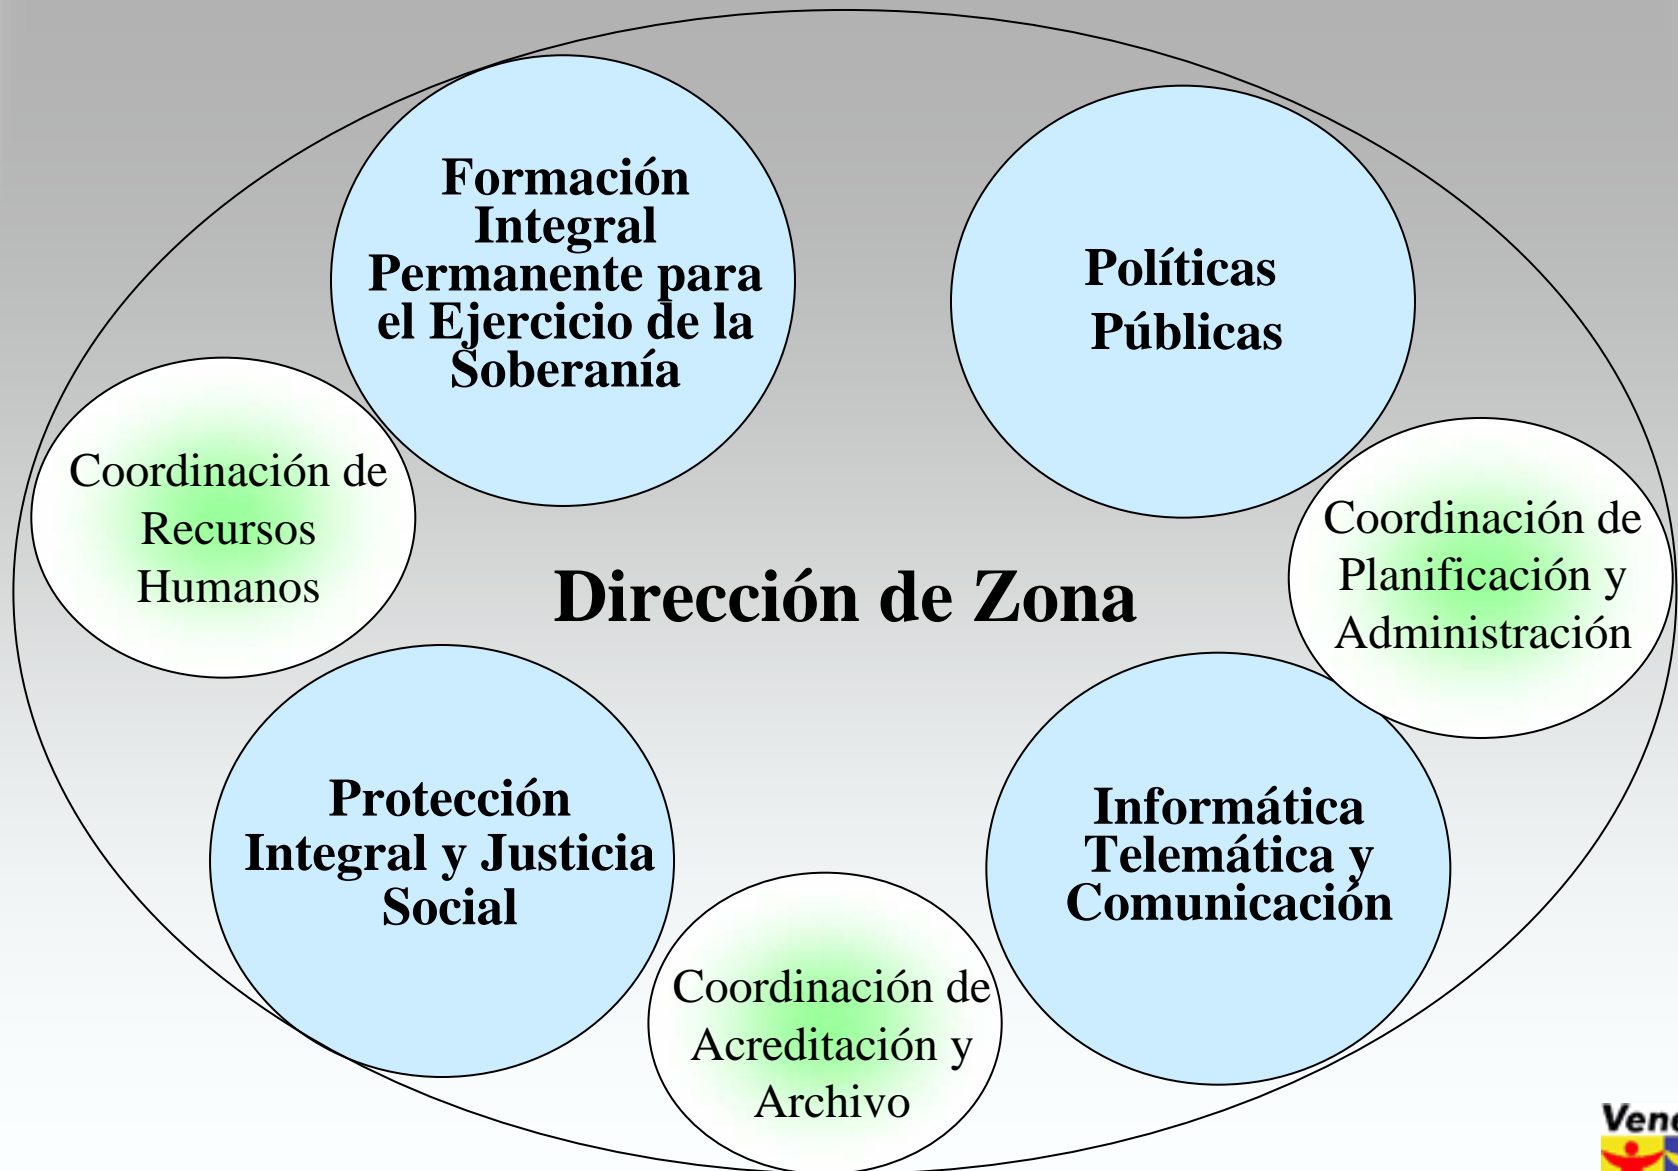 Formación
Integral
Permanente para
el Ejercicio de la
Soberanía
Políticas
Públicas
Coordinación de
Recursos
Humanos
Coordinación de
Planificación y
Administración
Dirección de Zona
Protección
Integral y Justicia
Social
Informática
Telemática y
Comunicación
Coordinación de
Acreditación y
Archivo